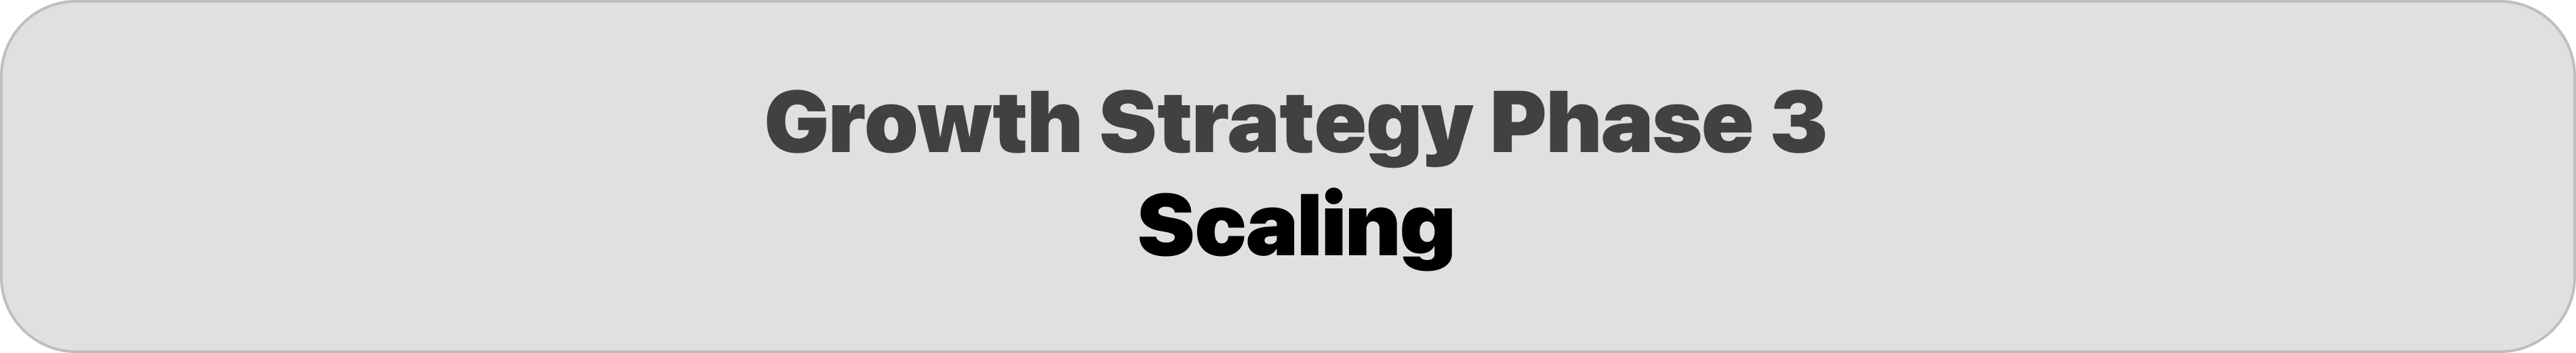 Growth Strategy Phase 3
Scaling